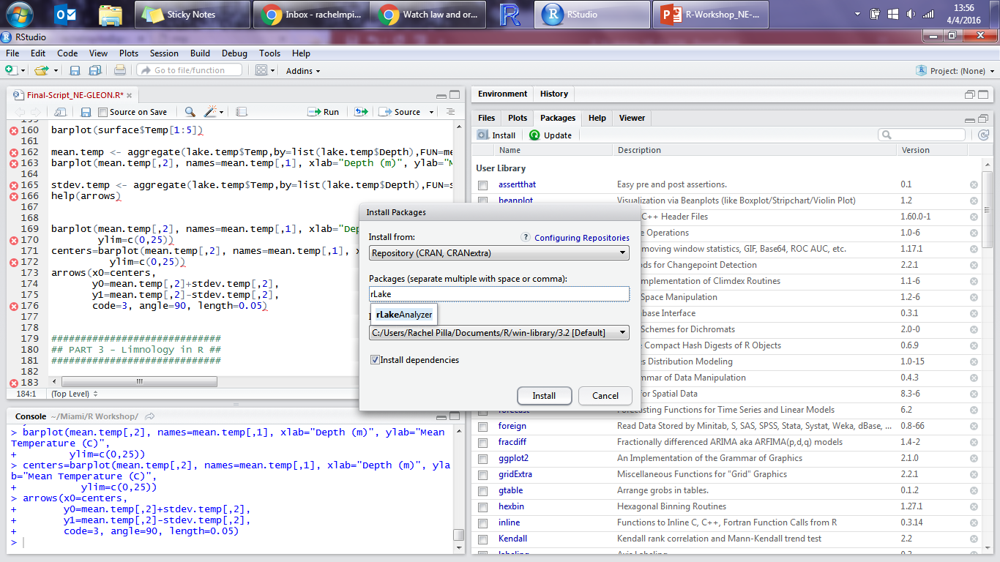 Sticky Notes
Inbox - rachelmpi...
Watch law and or...
RStudio
R-Workshop_NE-...
13:56
4/4/2016
RStudio
File Edit Code View Plots Session Build Debug Tools Help
Go to file/function
Addins
Project: (None)
Final-Script_NE-GLEON.R*
Source on Save
Run
Source
160 barplot(surface$Temp[1:5])
161
162 mean.temp <- aggregate(lake.temp$Temp,by=list(lake.temp$Depth),FUN=me
163 barplot(mean.temp[,2], names=mean.temp[,1], xlab="Depth (m)", ylab="M
164
165 stdev.temp <- aggregate(lake.temp$Temp,by=list(lake.temp$Depth),FUN=s
166 help(arrows)
167
168
169 barplot(mean.temp[,2], names=mean.temp[,1], xlab="De
170 ylim=c(0,25))
171 centers=barplot(mean.temp[,2], names=mean.temp[,1], x
172 ylim=c(0,25))
173 arrows(x0=centers,
174 y0=mean.temp[,2]+stdev.temp[,2],
175 y1=mean.temp[,2]-stdev.temp[,2],
176 code=3, angle=90, length=0.05)
177
178
179 #############################
180 ## PART 3 - Limnology in R ##
181 #############################
182
183
184:1 (Top Level)
Console ~/Miami/R Workshop/
> barplot(mean.temp[,2], names=mean.temp[,1], xlab="Depth (m)", ylab="Mean
Temperature (C)",
+ ylim=c(0,25))
> centers=barplot(mean.temp[,2], names=mean.temp[,1], xlab="Depth (m)", yla
b="Mean Temperature (C)",
+ ylim=c(0,25))
> arrows(x0=centers,
+ y0=mean.temp[,2]+stdev.temp[,2],
+ y1=mean.temp[,2]-stdev.temp[,2],
+ code=3, angle=90, length=0.05)
>
Install Packages
Install from:
? Configuring Repositories
Repository (CRAN, CRANextra)
Packages (separate multiple with space or comma):
rLake
rLakeAnalyzer
C:/Users/Rachel Pilla/Documents/R/win-library/3.2 [Default]
Install dependencies
Install Cancel
Environment History
Files Plots Packages Help Viewer
Install Update
Name Description Version
User Library
assertthat Easy pre and post assertions. 0.1
beanplot Visualization via Beanplots (like Boxplot/Stripchart/Violin Plot) 1.2
C++ Header Files 1.60.0-1
Operations 1.0-6
moving window statistics, GIF, Base64, ROC AUC, etc. 1.17.1
ods for Changepoint Detection 2.2.1
mplementation of Climdex Routines 1.1-6
Space Manipulation 1.2-6
abase Interface 0.3.1
Schemes for Dichromats 2.0-0
e Compact Hash Digests of R Objects 0.6.9
es Distribution Modeling 1.0-15
mmar of Data Manipulation 0.4.3
for Spatial Data 8.3-6
forecast Forecasting Functions for Time Series and Linear Models 6.2
foreign Read Data Stored by Minitab, S, SAS, SPSS, Stata, Systat, Weka, dBase, ... 0.8-66
fracdiff Fractionally differenced ARIMA aka ARFIMA(p,d,q) models 1.4-2
ggplot2 An Implementation of the Grammar of Graphics 2.1.0
gridExtra Miscellaneous Functions for "Grid" Graphics 2.2.1
gtable Arrange grobs in tables. 0.1.2
hexbin Hexagonal Binning Routines 1.27.1
inline Functions to Inline C, C++, Fortran Function Calls from R 0.3.14
Kendall Kendall rank correlation and Mann-Kendall trend test 2.2
labeling Axis Labeling 0.3